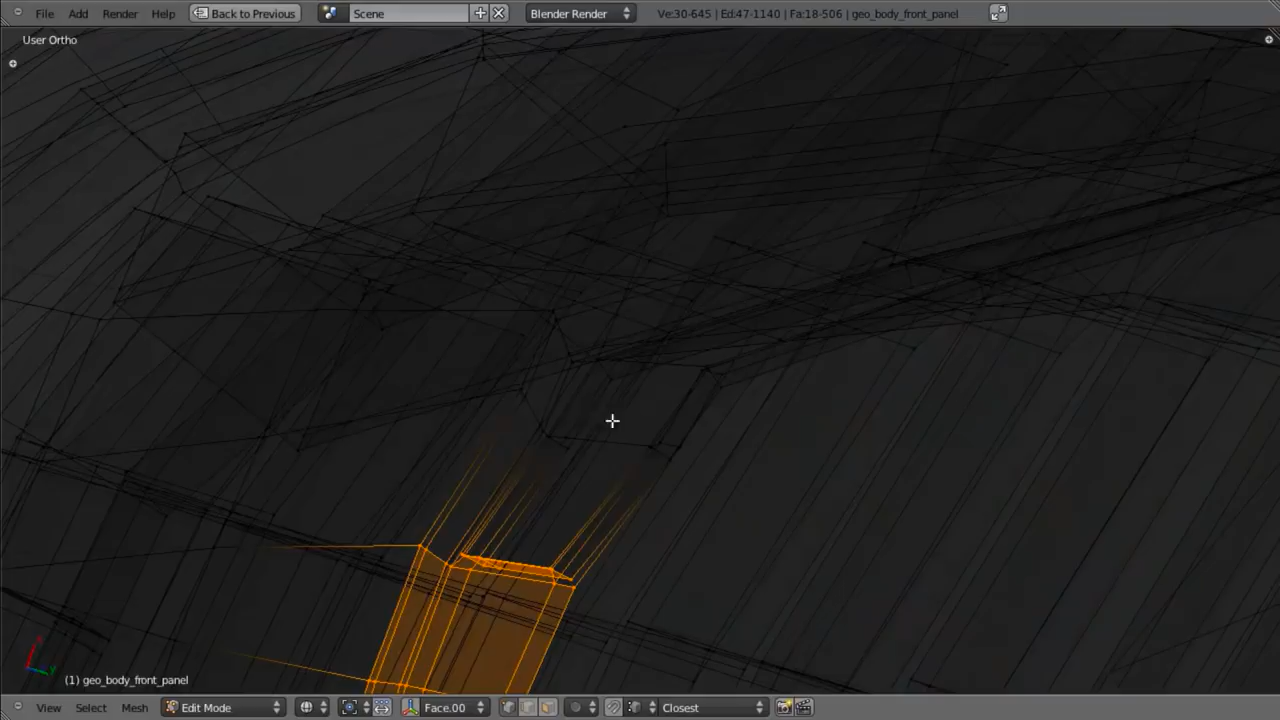 File Add Render Help Back to Previous Scene Blender Render Ve:30-645 | Ed:47-1140 | Fa:18-506 | geo_body_front_panel
User Ortho
x
y
(1) geo_body_front_panel
View Select Mesh Edit Mode Face.00 Closest